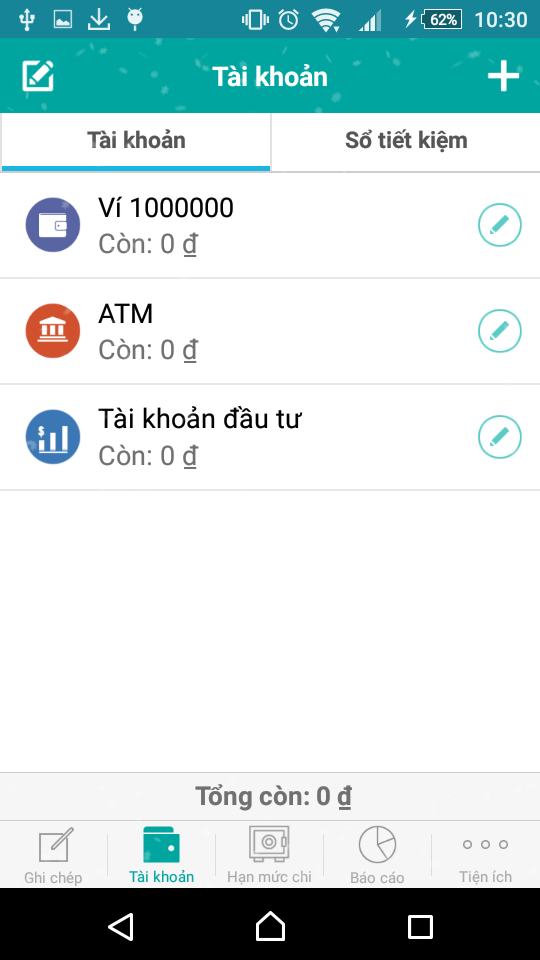 62% 10:30
Tài khoản
Tài khoản Sổ tiết kiệm
Ví 1000000
Còn: 0 ₫
ATM
Còn: 0 ₫
Tài khoản đầu tư
Còn: 0 ₫
Tổng còn: 0 ₫
Ghi chép Tài khoản Hạn mức chi Báo cáo Tiện ích